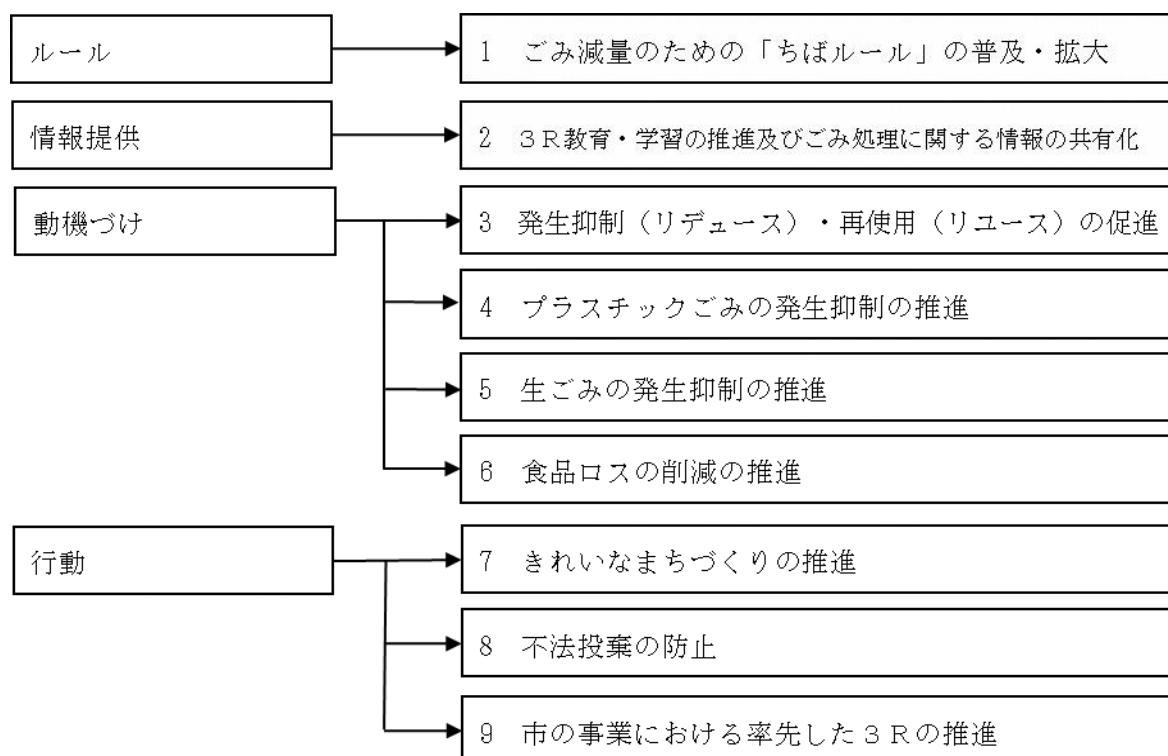 ルール
1 ごみ減量のための「ちばルール」の普及・拡大
情報提供
2 3R教育・学習の推進及びごみ処理に関する情報の共有化
動機づけ
3 発生抑制（リデュース）・再使用（リユース）の促進
4 プラスチックごみの発生抑制の推進
5 生ごみの発生抑制の推進
6 食品ロスの削減の推進
行動
7 きれいなまちづくりの推進
8 不法投棄の防止
9 市の事業における率先した3Rの推進